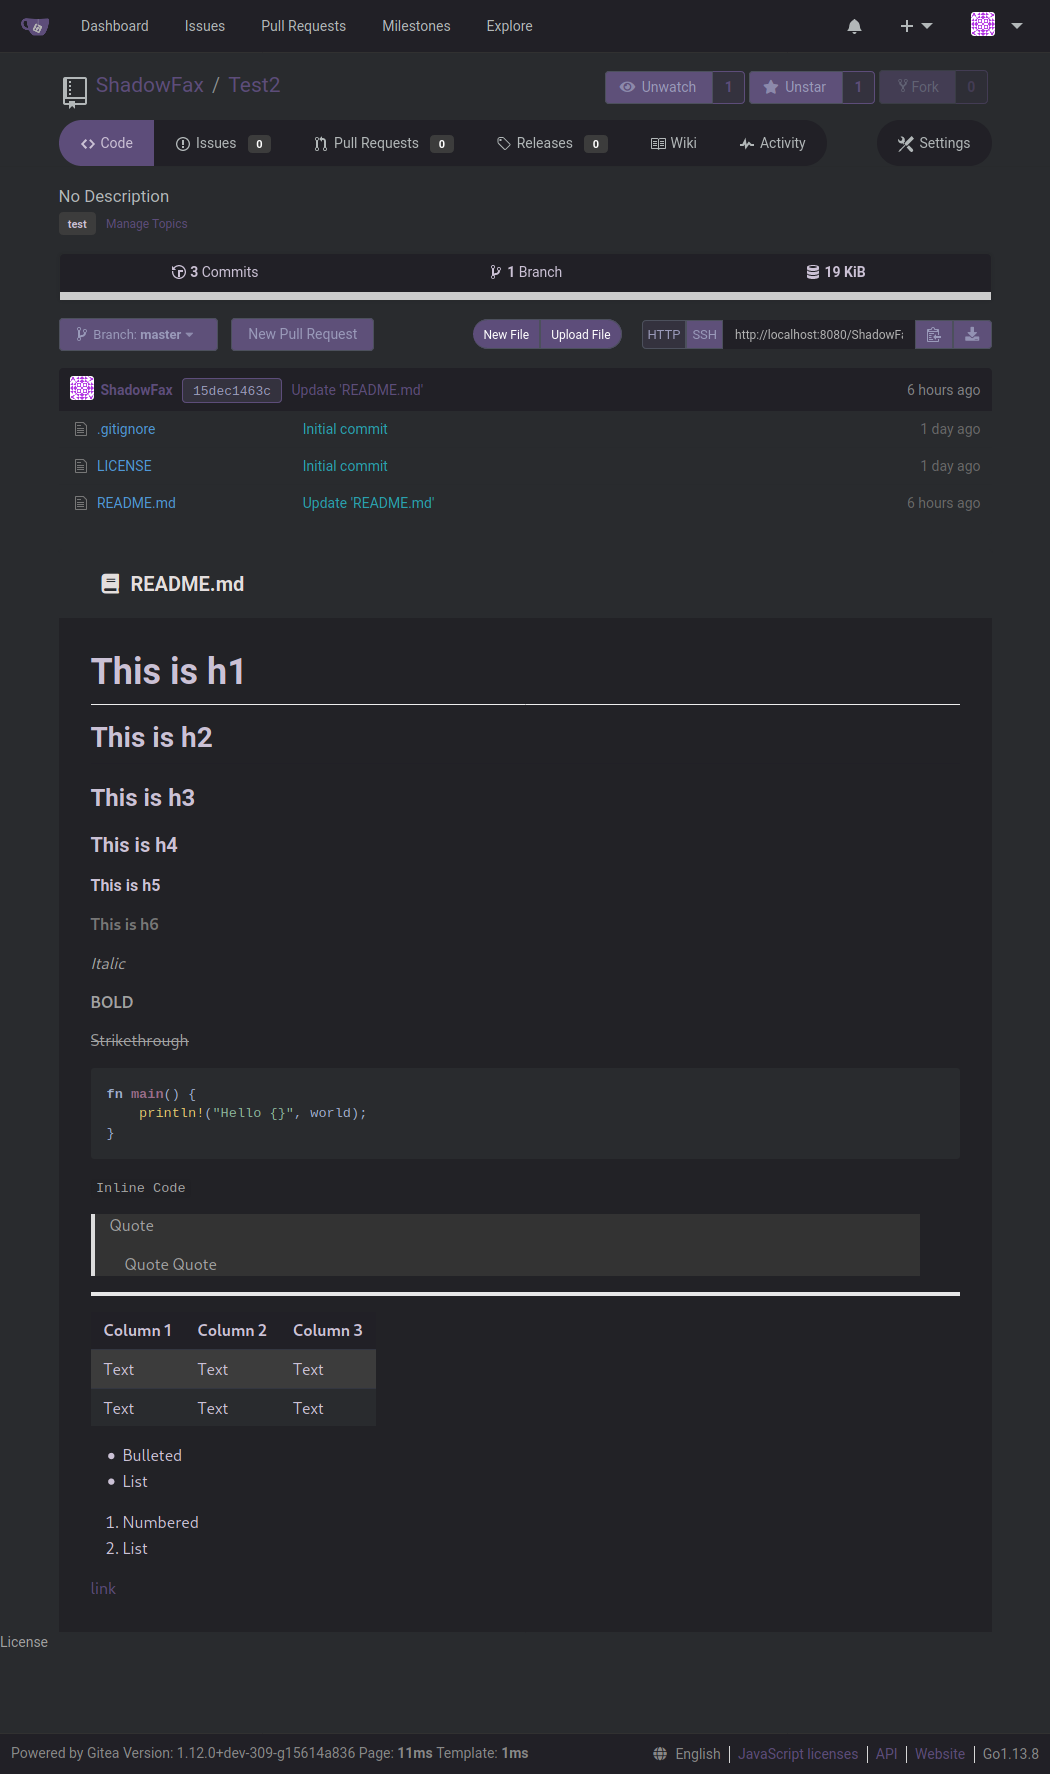 Dashboard Issues Pull Requests Milestones Explore
ShadowFax / Test2 Unwatch 1 Unstar 1 Fork 0
Code Issues 0 Pull Requests 0 Releases 0 Wiki Activity Settings
No Description
test Manage Topics
3 Commits 1 Branch 19 KiB
Branch: master New Pull Request New File Upload File HTTP SSH http://localhost:8080/ShadowFa
ShadowFax 15dec1463c Update 'README.md' 6 hours ago
.gitignore Initial commit 1 day ago
LICENSE Initial commit 1 day ago
README.md Update 'README.md' 6 hours ago
README.md
This is h1
This is h2
This is h3
This is h4
This is h5
This is h6
Italic
BOLD
Strikethrough
fn main() {
    println!("Hello {}", world);
}
Inline Code
Quote
Quote Quote
Column 1 Column 2 Column 3
Text Text Text
Text Text Text
• Bulleted
• List
1. Numbered
2. List
link
License
Powered by Gitea Version: 1.12.0+dev-309-g15614a836 Page: 11ms Template: 1ms English JavaScript licenses API Website Go1.13.8